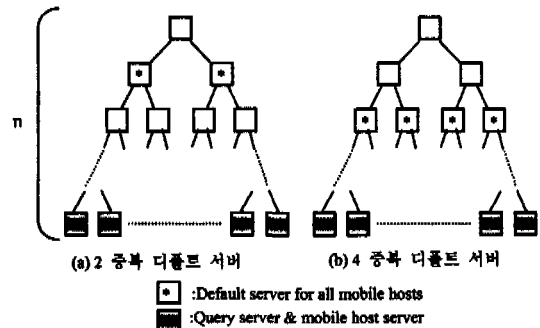 n
* *
* * * *
(a) 2 중복 디폴트 서버
(b) 4 중복 디폴트 서버
* :Default server for all mobile hosts
:Query server & mobile host server